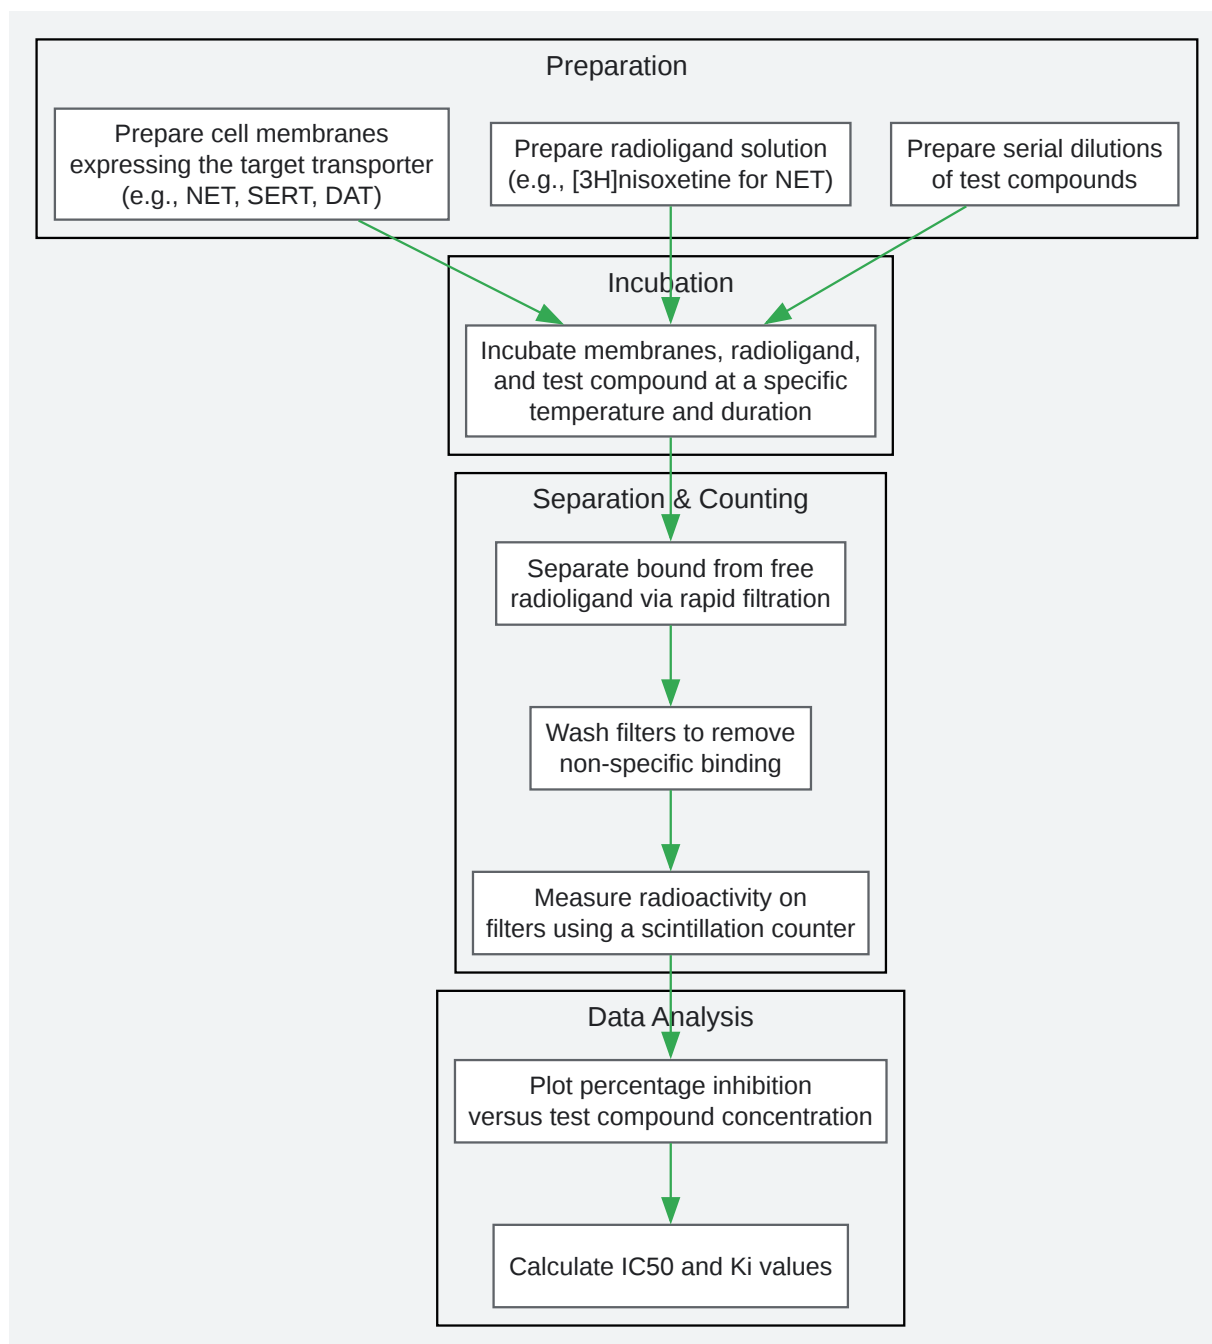 Preparation
Prepare cell membranes
expressing the target transporter
(e.g., NET, SERT, DAT)
Prepare radioligand solution
(e.g., [3H]nisoxetine for NET)
Prepare serial dilutions
of test compounds
Incubation
Incubate membranes, radioligand,
and test compound at a specific
temperature and duration
Separation & Counting
Separate bound from free
radioligand via rapid filtration
Wash filters to remove
non-specific binding
Measure radioactivity on
filters using a scintillation counter
Data Analysis
Plot percentage inhibition
versus test compound concentration
Calculate IC50 and Ki values